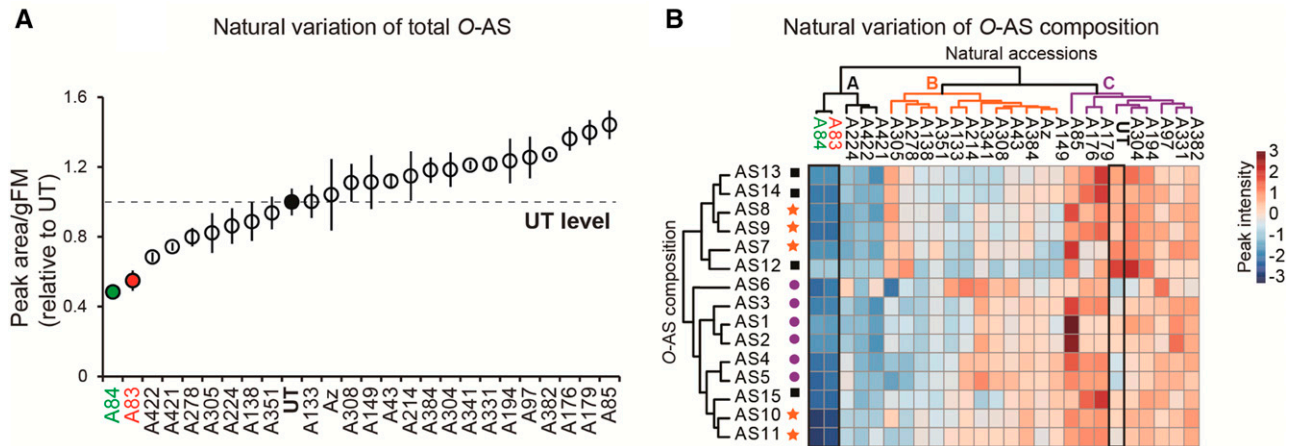 A
Natural variation of total O-AS
Peak area/gFM
(relative to UT)
1.6
1.2
0.8
0.4
0
UT level
A84
A83
A422
A421
A278
A305
A224
A138
A351
UT
A133
Az
A308
A149
A43
A214
A384
A304
A341
A331
A194
A97
A382
A176
A179
A85
B
Natural variation of O-AS composition
Natural accessions
A
B
C
A84
A83
A224
A422
A421
A305
A278
A138
A351
A133
A214
A341
A308
A43
A384
Az
A149
A85
A176
A179
UT
A304
A194
A97
A331
A382
O-AS composition
AS13
AS14
AS8
AS9
AS7
AS12
AS6
AS3
AS1
AS2
AS4
AS5
AS15
AS10
AS11
3
2
1
0
-1
-2
-3
Peak intensity